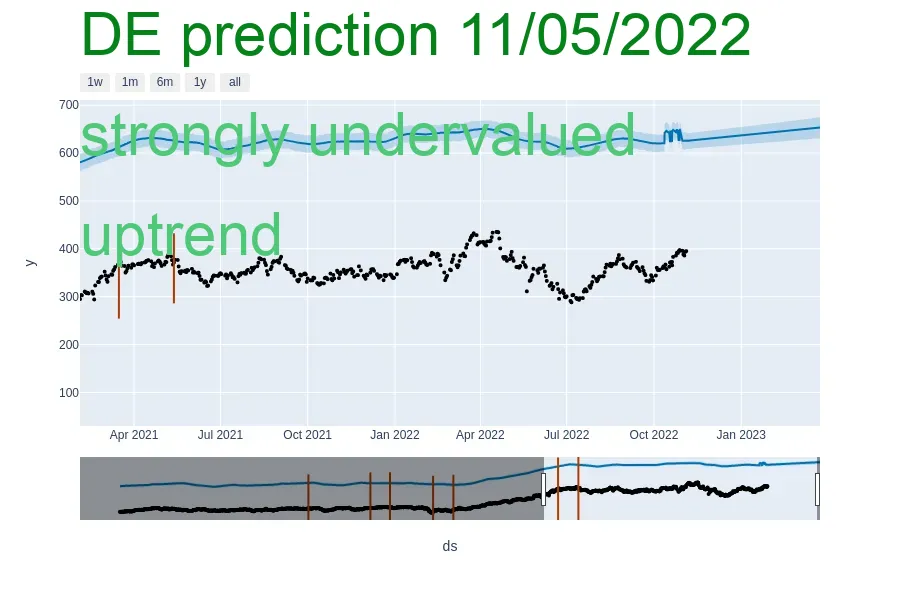 DE prediction 11/05/2022
1w 1m 6m 1y all
700
strongly undervalued
600
500
uptrend
400
y
300
200
100
Apr 2021 Jul 2021 Oct 2021 Jan 2022 Apr 2022 Jul 2022 Oct 2022 Jan 2023
ds